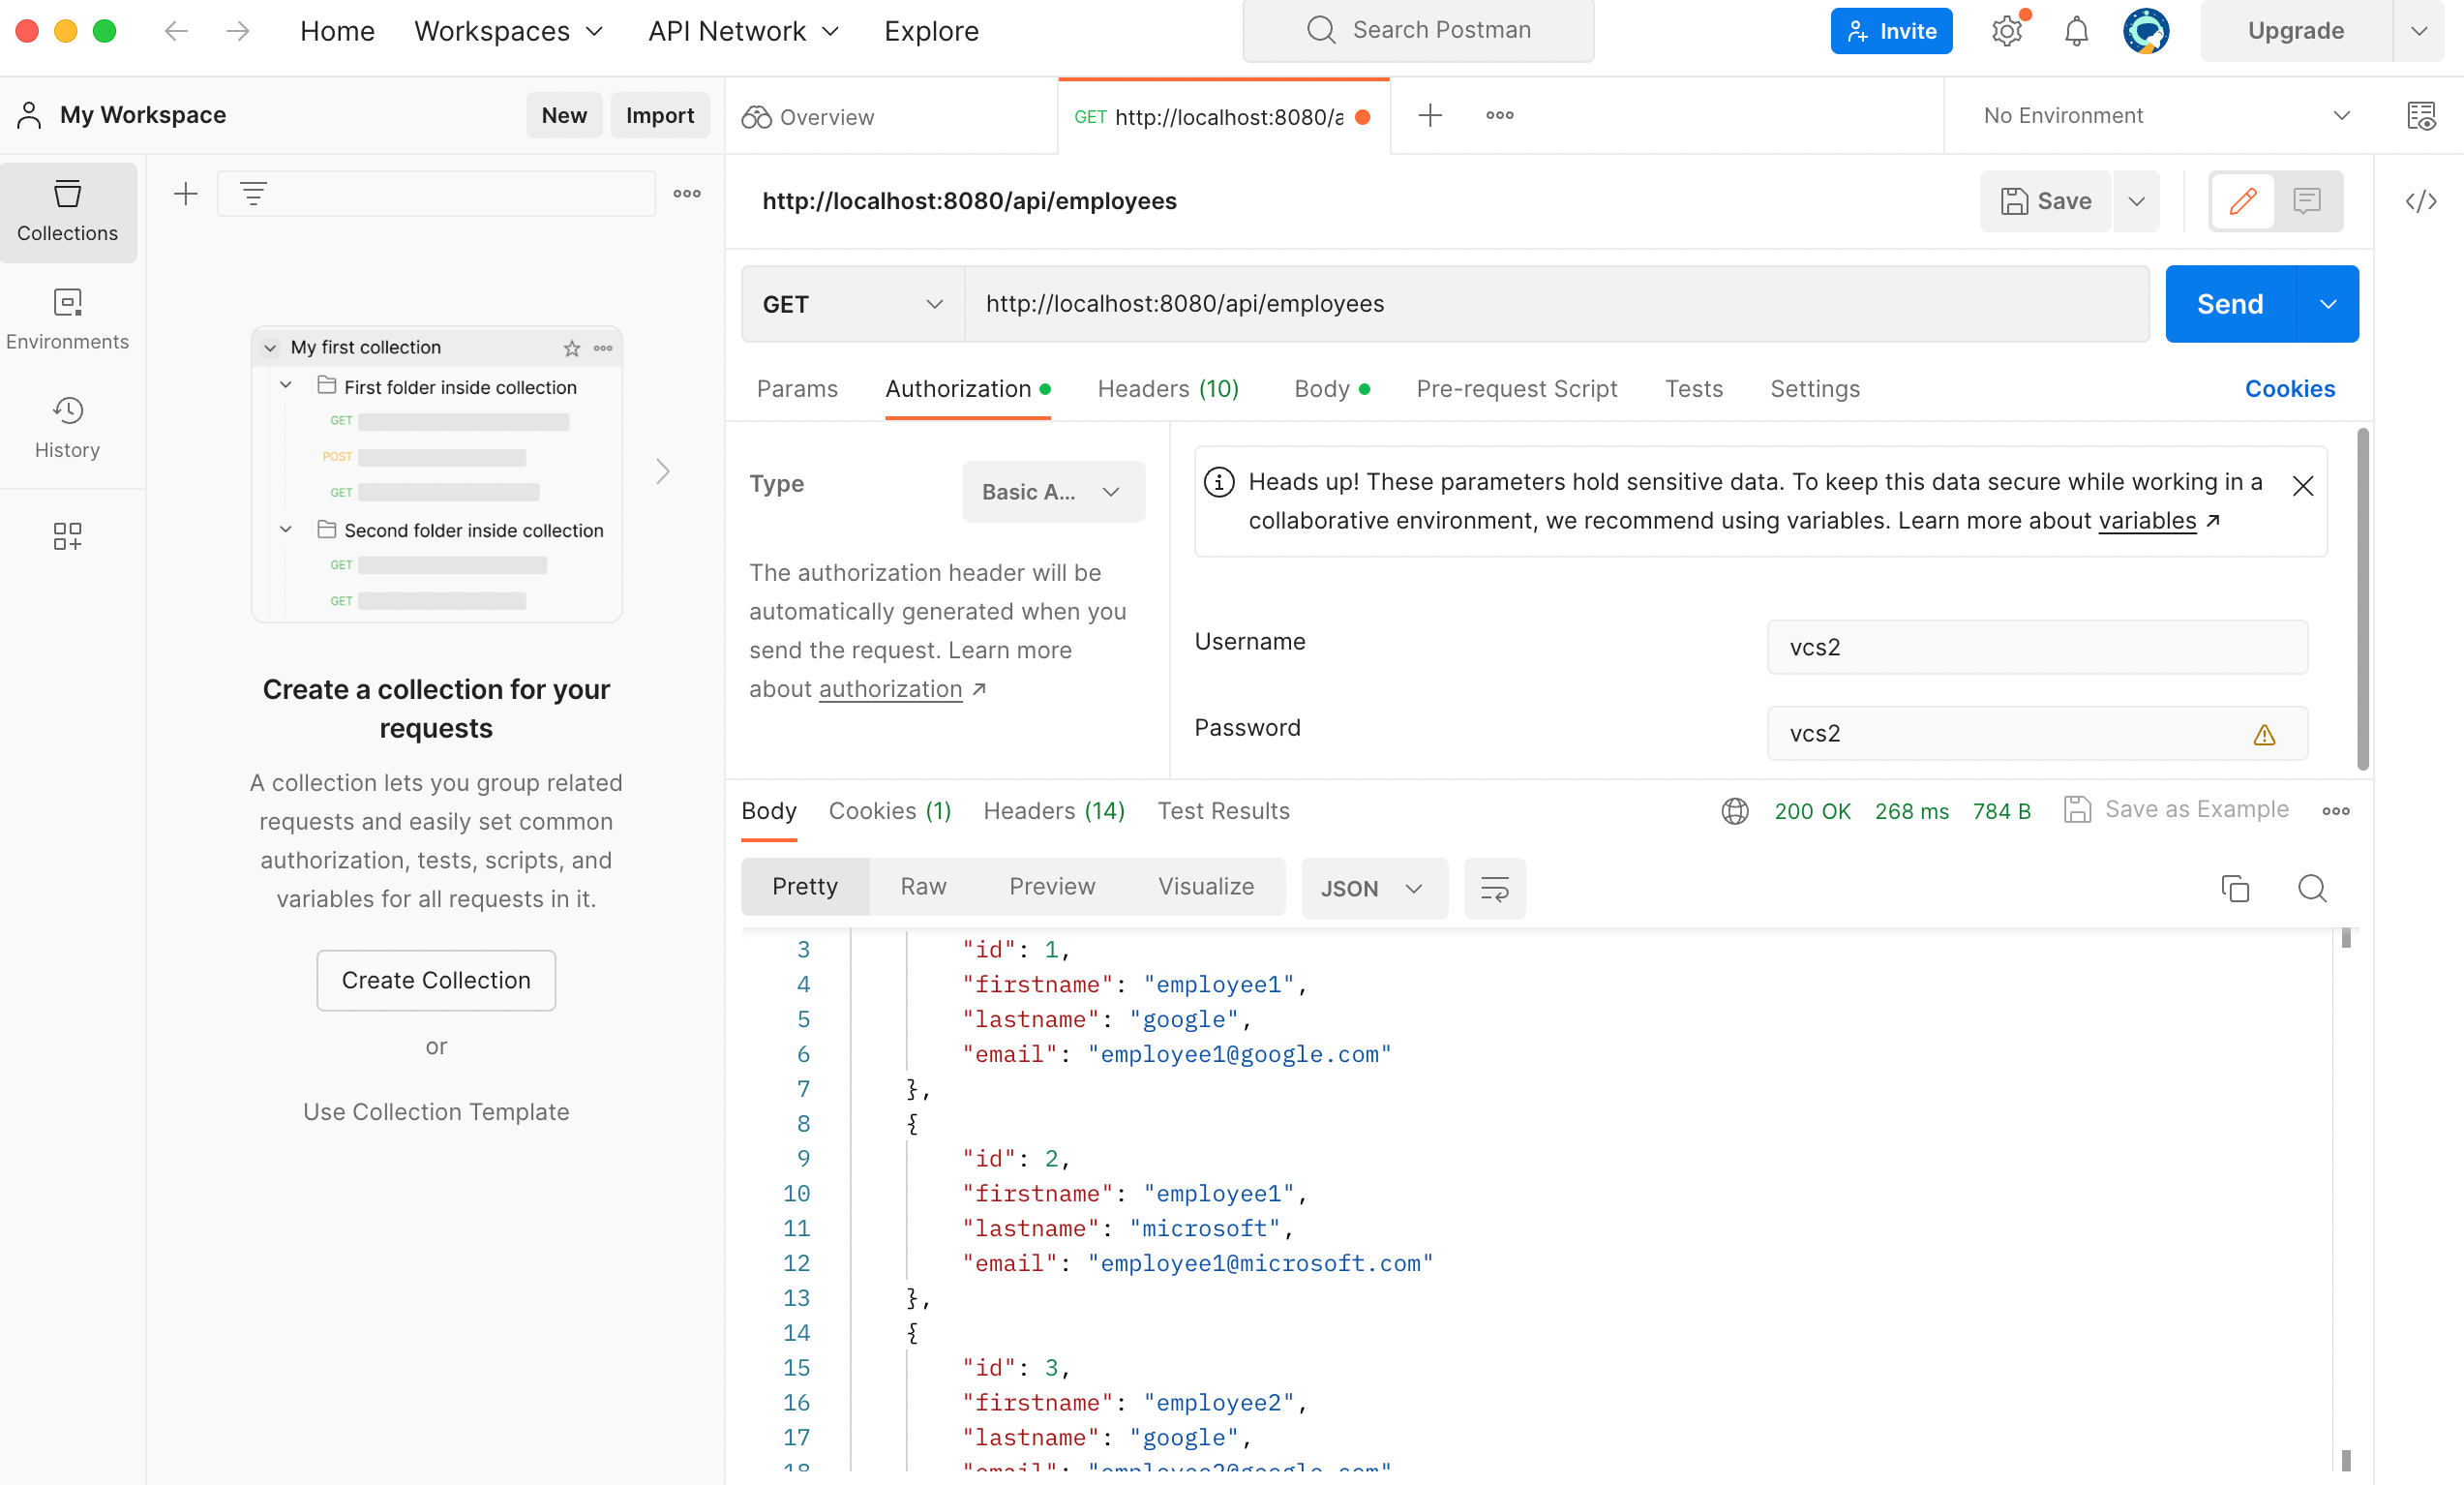 Home
Workspaces
API Network
Explore
Search Postman
Invite
Upgrade
My Workspace
New
Import
Overview
GET http://localhost:8080/a
No Environment
Collections
Environments
History
My first collection
First folder inside collection
GET
POST
GET
Second folder inside collection
GET
GET
Create a collection for your
requests
A collection lets you group related
requests and easily set common
authorization, tests, scripts, and
variables for all requests in it.
Create Collection
or
Use Collection Template
http://localhost:8080/api/employees
Save
GET
http://localhost:8080/api/employees
Send
Params
Authorization
Headers (10)
Body
Pre-request Script
Tests
Settings
Cookies
Type
Basic A...
The authorization header will be
automatically generated when you
send the request. Learn more
about authorization ↗
Heads up! These parameters hold sensitive data. To keep this data secure while working in a
collaborative environment, we recommend using variables. Learn more about variables ↗
Username
vcs2
Password
vcs2
Body
Cookies (1)
Headers (14)
Test Results
200 OK
268 ms
784 B
Save as Example
Pretty
Raw
Preview
Visualize
JSON
3 "id": 1,
4 "firstname": "employee1",
5 "lastname": "google",
6 "email": "employee1@google.com"
7 },
8 {
9 "id": 2,
10 "firstname": "employee1",
11 "lastname": "microsoft",
12 "email": "employee1@microsoft.com"
13 },
14 {
15 "id": 3,
16 "firstname": "employee2",
17 "lastname": "google",
18 "email": "employee2@google.com"